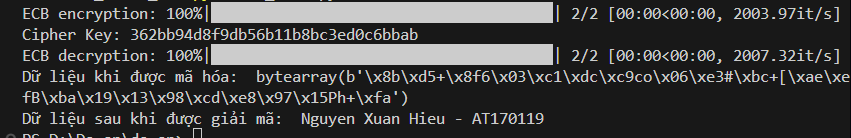 ECB encryption: 100%|██████████| 2/2 [00:00<00:00, 2003.97it/s]
Cipher Key: 362bb94d8f9db56b11b8bc3ed0c6bbab
ECB decryption: 100%|██████████| 2/2 [00:00<00:00, 2007.32it/s]
Dữ liệu khi được mã hóa:  bytearray(b'\x8b\xd5+\x8f6\x03\xc1\xdc\xc9co\x06\xe3#\xbc+[\xae\xe
fB\xba\x19\x13\x98\xcd\xe8\x97\x15Ph+\xfa')
Dữ liệu sau khi được giải mã:  Nguyen Xuan Hieu - AT170119